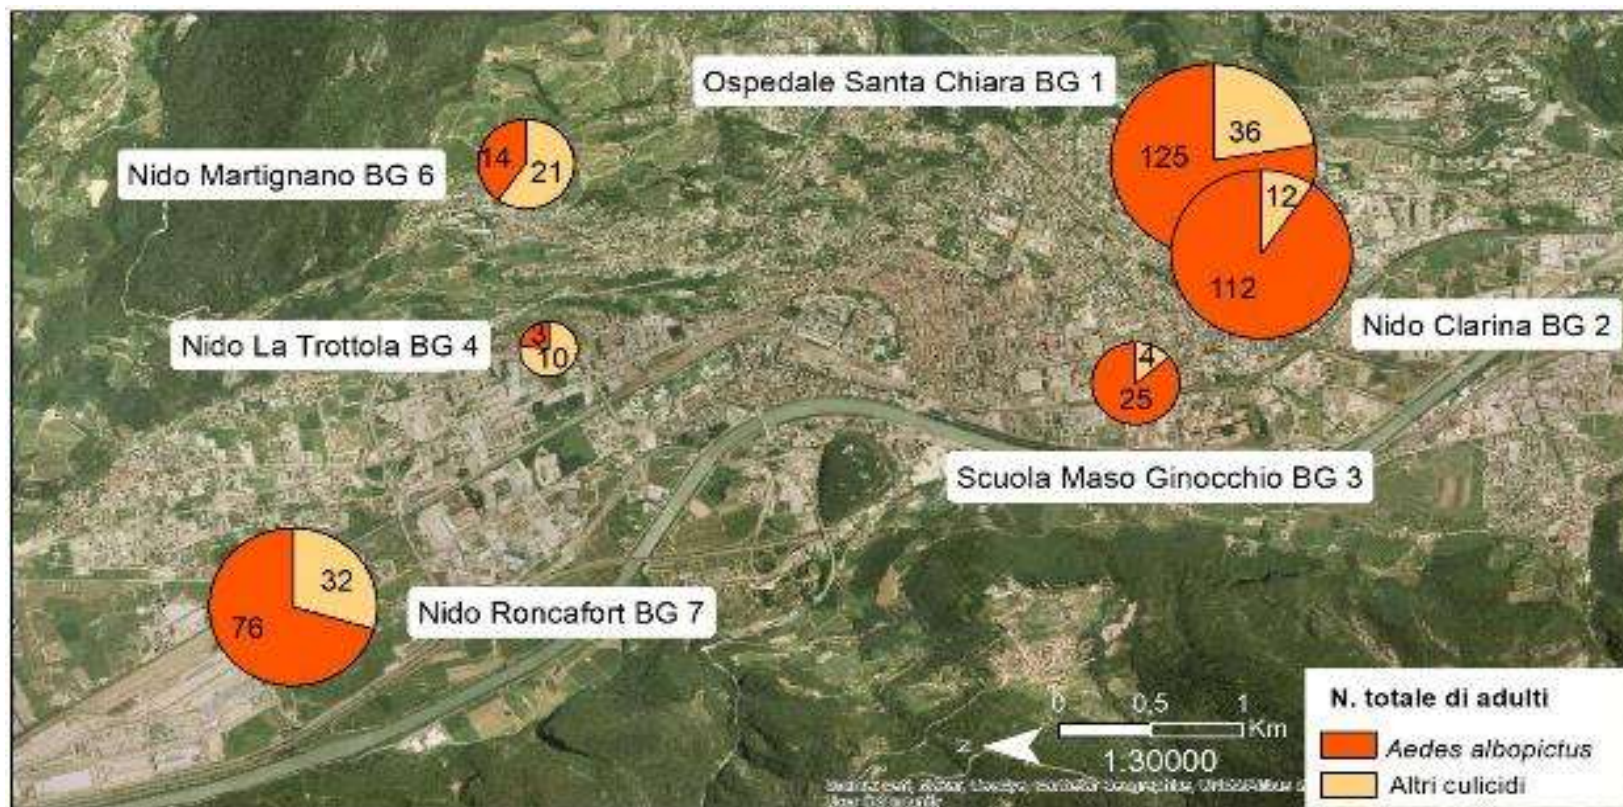 Ospedale Santa Chiara BG 1
36
125
Nido Martignano BG 6
14
21
12
112
Nido Clarina BG 2
Nido La Trottola BG 4
3
10
4
25
Scuola Maso Ginocchio BG 3
32
76
Nido Roncafort BG 7
N. totale di adulti
Aedes albopictus
Altri culicidi
0 0,5 1
Km
Z
1:30000